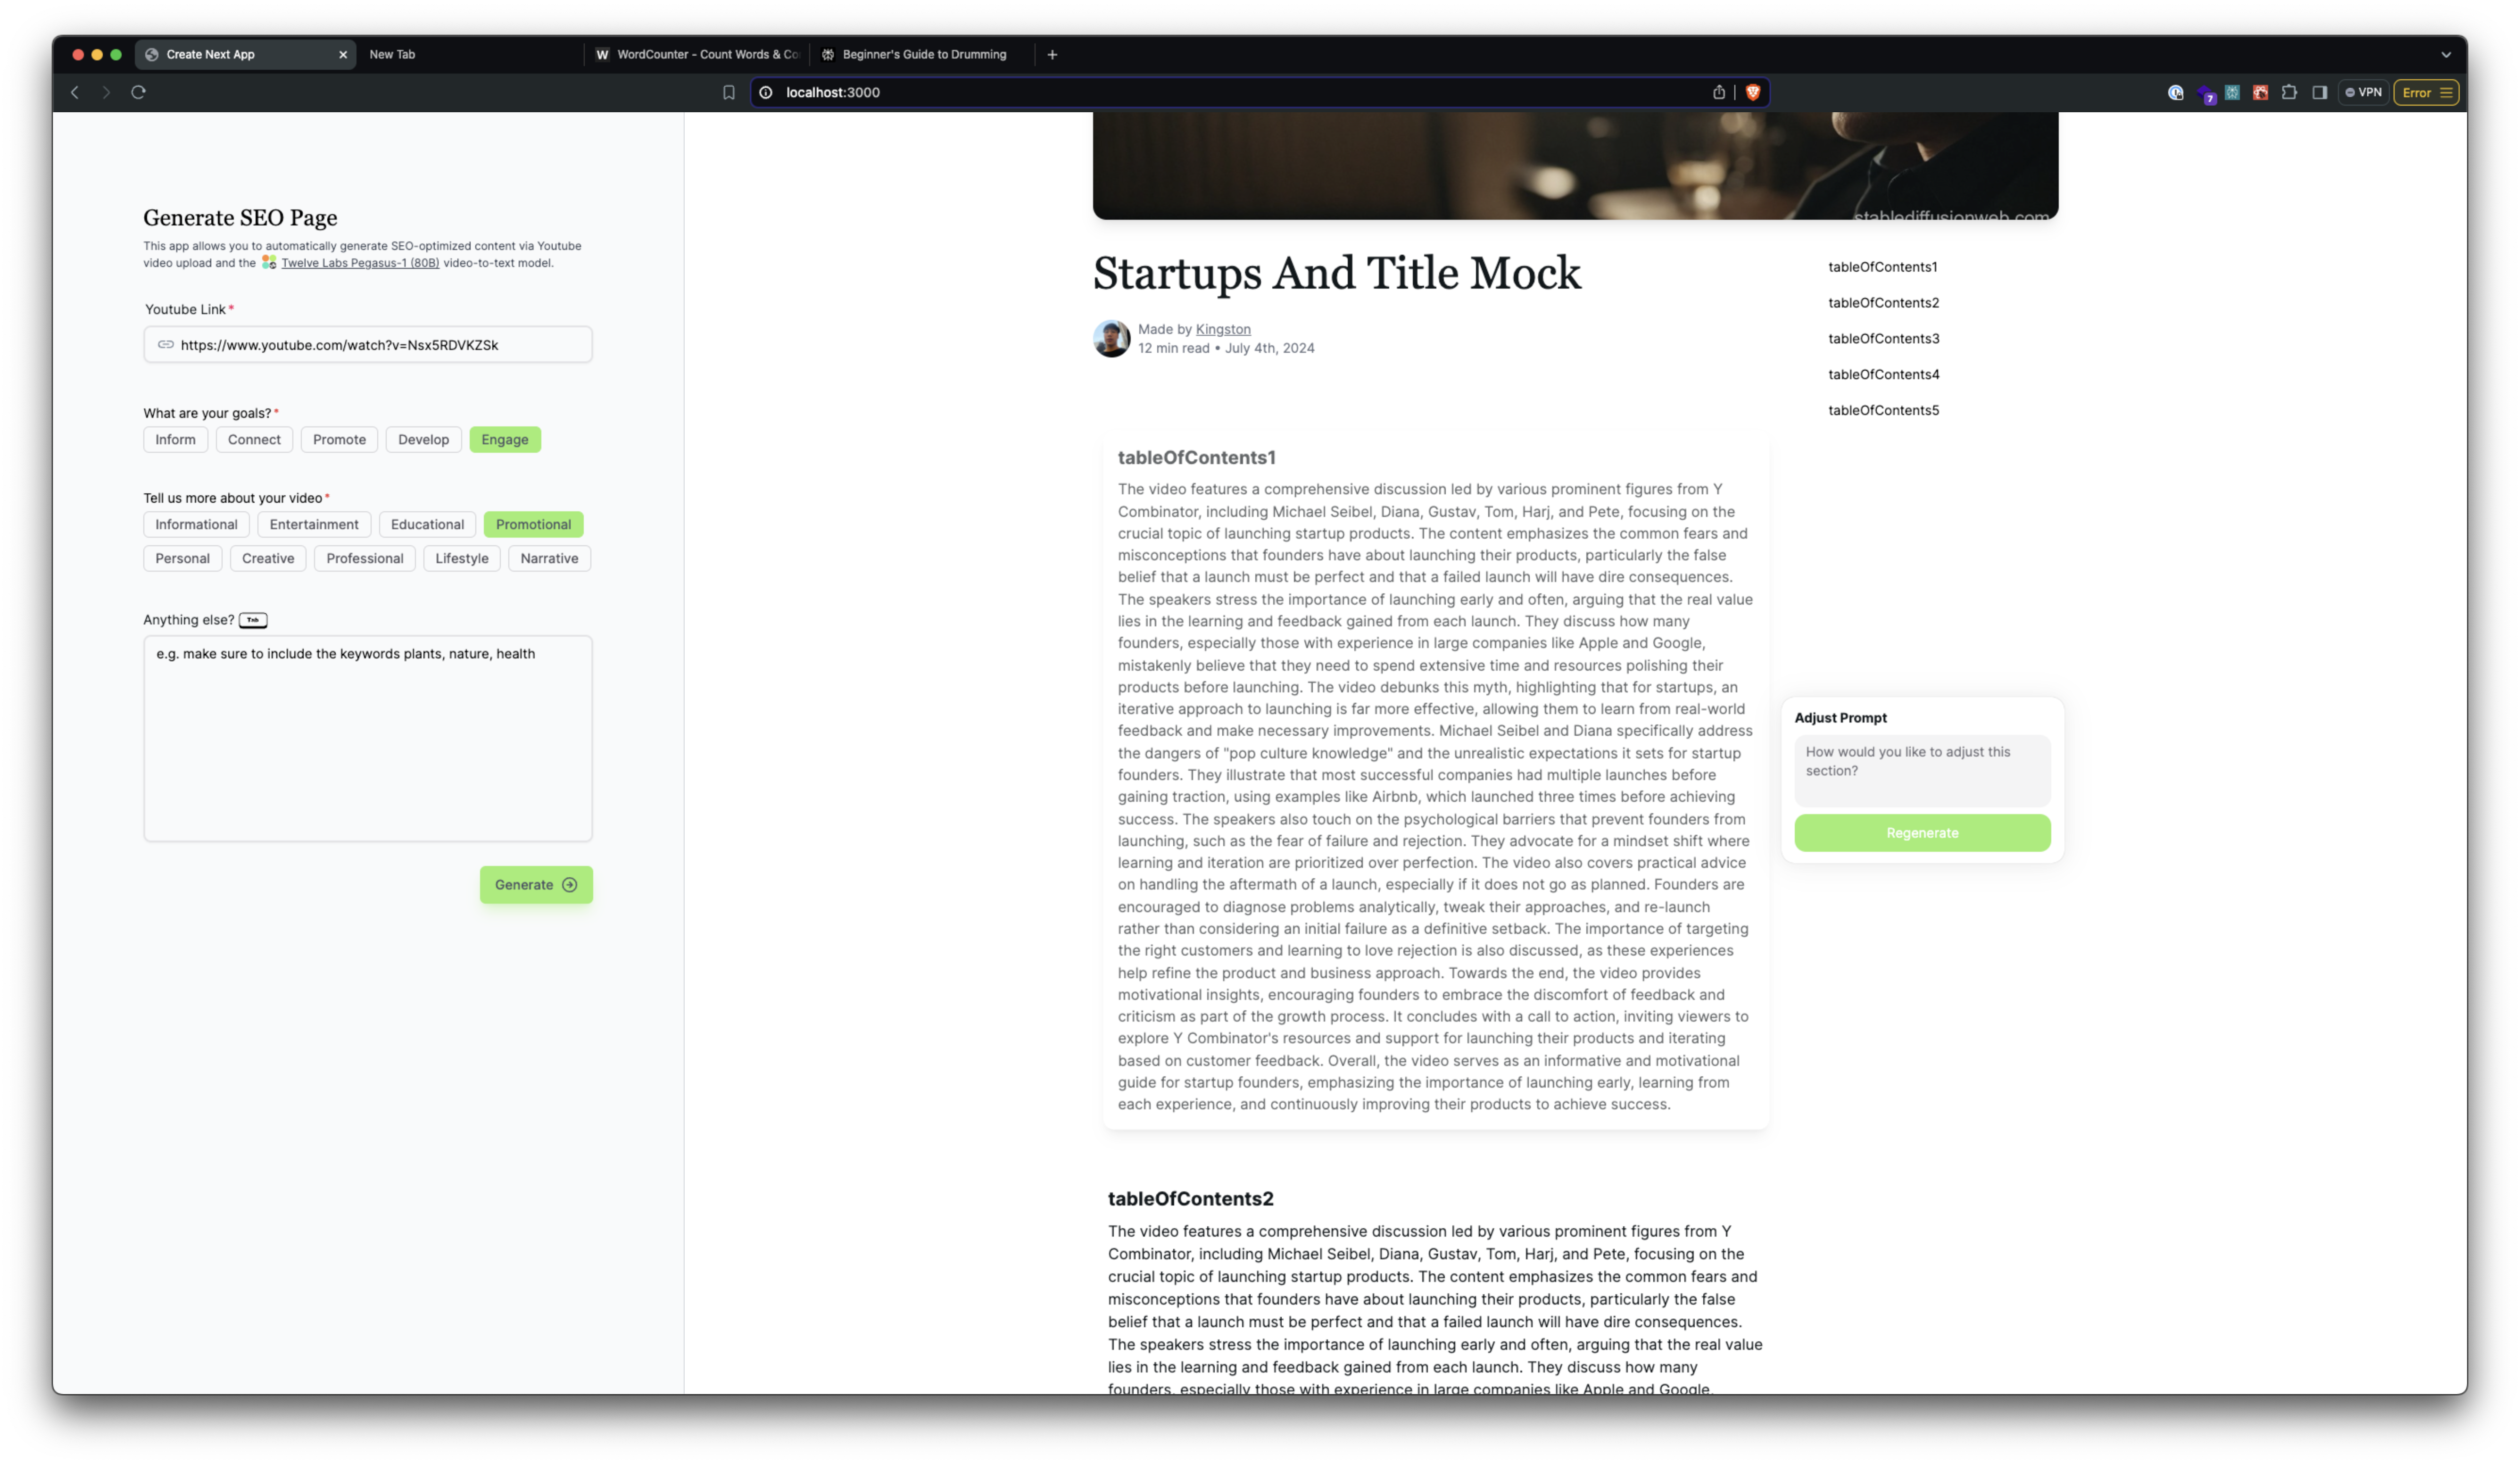 Create Next App
New Tab
WordCounter - Count Words & Co
Beginner's Guide to Drumming
localhost:3000
7
VPN
Error
Generate SEO Page
This app allows you to automatically generate SEO-optimized content via Youtube
video upload and the Twelve Labs Pegasus-1 (80B) video-to-text model.
Youtube Link*
https://www.youtube.com/watch?v=Nsx5RDVKZSk
What are your goals?*
Inform Connect Promote Develop Engage
Tell us more about your video*
Informational Entertainment Educational Promotional
Personal Creative Professional Lifestyle Narrative
Anything else? Tab
e.g. make sure to include the keywords plants, nature, health
Generate
stablediffusionweb.com
Startups And Title Mock
Made by Kingston
12 min read • July 4th, 2024
tableOfContents1
tableOfContents2
tableOfContents3
tableOfContents4
tableOfContents5
tableOfContents1
The video features a comprehensive discussion led by various prominent figures from Y
Combinator, including Michael Seibel, Diana, Gustav, Tom, Harj, and Pete, focusing on the
crucial topic of launching startup products. The content emphasizes the common fears and
misconceptions that founders have about launching their products, particularly the false
belief that a launch must be perfect and that a failed launch will have dire consequences.
The speakers stress the importance of launching early and often, arguing that the real value
lies in the learning and feedback gained from each launch. They discuss how many
founders, especially those with experience in large companies like Apple and Google,
mistakenly believe that they need to spend extensive time and resources polishing their
products before launching. The video debunks this myth, highlighting that for startups, an
iterative approach to launching is far more effective, allowing them to learn from real-world
feedback and make necessary improvements. Michael Seibel and Diana specifically address
the dangers of "pop culture knowledge" and the unrealistic expectations it sets for startup
founders. They illustrate that most successful companies had multiple launches before
gaining traction, using examples like Airbnb, which launched three times before achieving
success. The speakers also touch on the psychological barriers that prevent founders from
launching, such as the fear of failure and rejection. They advocate for a mindset shift where
learning and iteration are prioritized over perfection. The video also covers practical advice
on handling the aftermath of a launch, especially if it does not go as planned. Founders are
encouraged to diagnose problems analytically, tweak their approaches, and re-launch
rather than considering an initial failure as a definitive setback. The importance of targeting
the right customers and learning to love rejection is also discussed, as these experiences
help refine the product and business approach. Towards the end, the video provides
motivational insights, encouraging founders to embrace the discomfort of feedback and
criticism as part of the growth process. It concludes with a call to action, inviting viewers to
explore Y Combinator's resources and support for launching their products and iterating
based on customer feedback. Overall, the video serves as an informative and motivational
guide for startup founders, emphasizing the importance of launching early, learning from
each experience, and continuously improving their products to achieve success.
Adjust Prompt
How would you like to adjust this
section?
Regenerate
tableOfContents2
The video features a comprehensive discussion led by various prominent figures from Y
Combinator, including Michael Seibel, Diana, Gustav, Tom, Harj, and Pete, focusing on the
crucial topic of launching startup products. The content emphasizes the common fears and
misconceptions that founders have about launching their products, particularly the false
belief that a launch must be perfect and that a failed launch will have dire consequences.
The speakers stress the importance of launching early and often, arguing that the real value
lies in the learning and feedback gained from each launch. They discuss how many
founders, especially those with experience in large companies like Apple and Google,